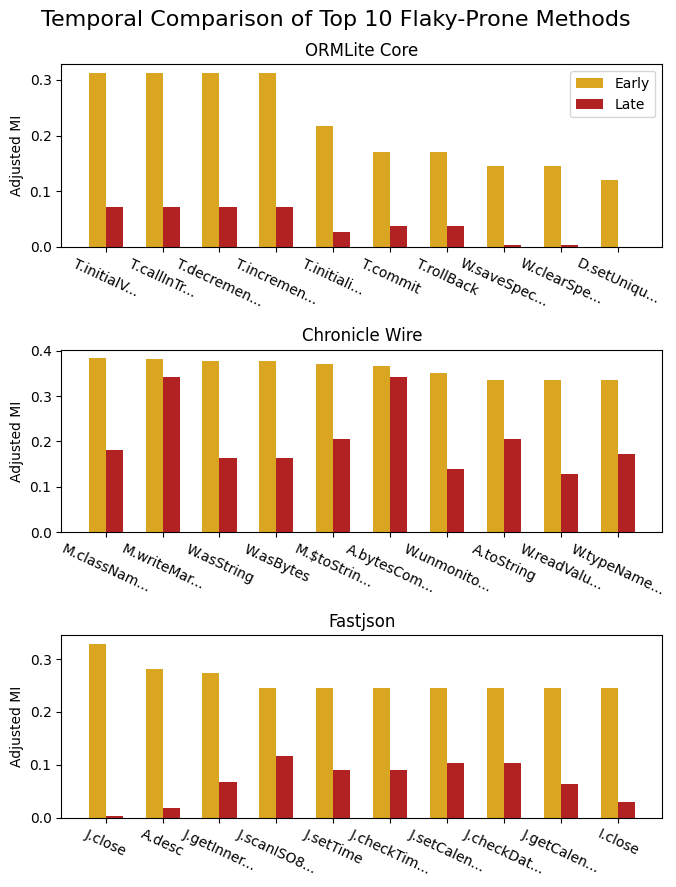 Temporal Comparison of Top 10 Flaky-Prone Methods
ORMLite Core
Adjusted MI
0.3
0.2
0.1
0.0
Early
Late
T.initialV...
T.callInTr...
T.decremen...
T.incremen...
T.initiali...
T.commit
T.rollBack
W.saveSpec...
W.clearSpe...
D.setUniqu...
Chronicle Wire
Adjusted MI
0.4
0.3
0.2
0.1
0.0
M.classNam...
M.writeMar...
W.asString
W.asBytes
M.$toStrin...
A.bytesCom...
W.unmonito...
A.toString
W.readValu...
W.typeName...
Fastjson
Adjusted MI
0.3
0.2
0.1
0.0
J.close
A.desc
J.getInner...
J.scanISO8...
J.setTime
J.checkTim...
J.setCalen...
J.checkDat...
J.getCalen...
I.close